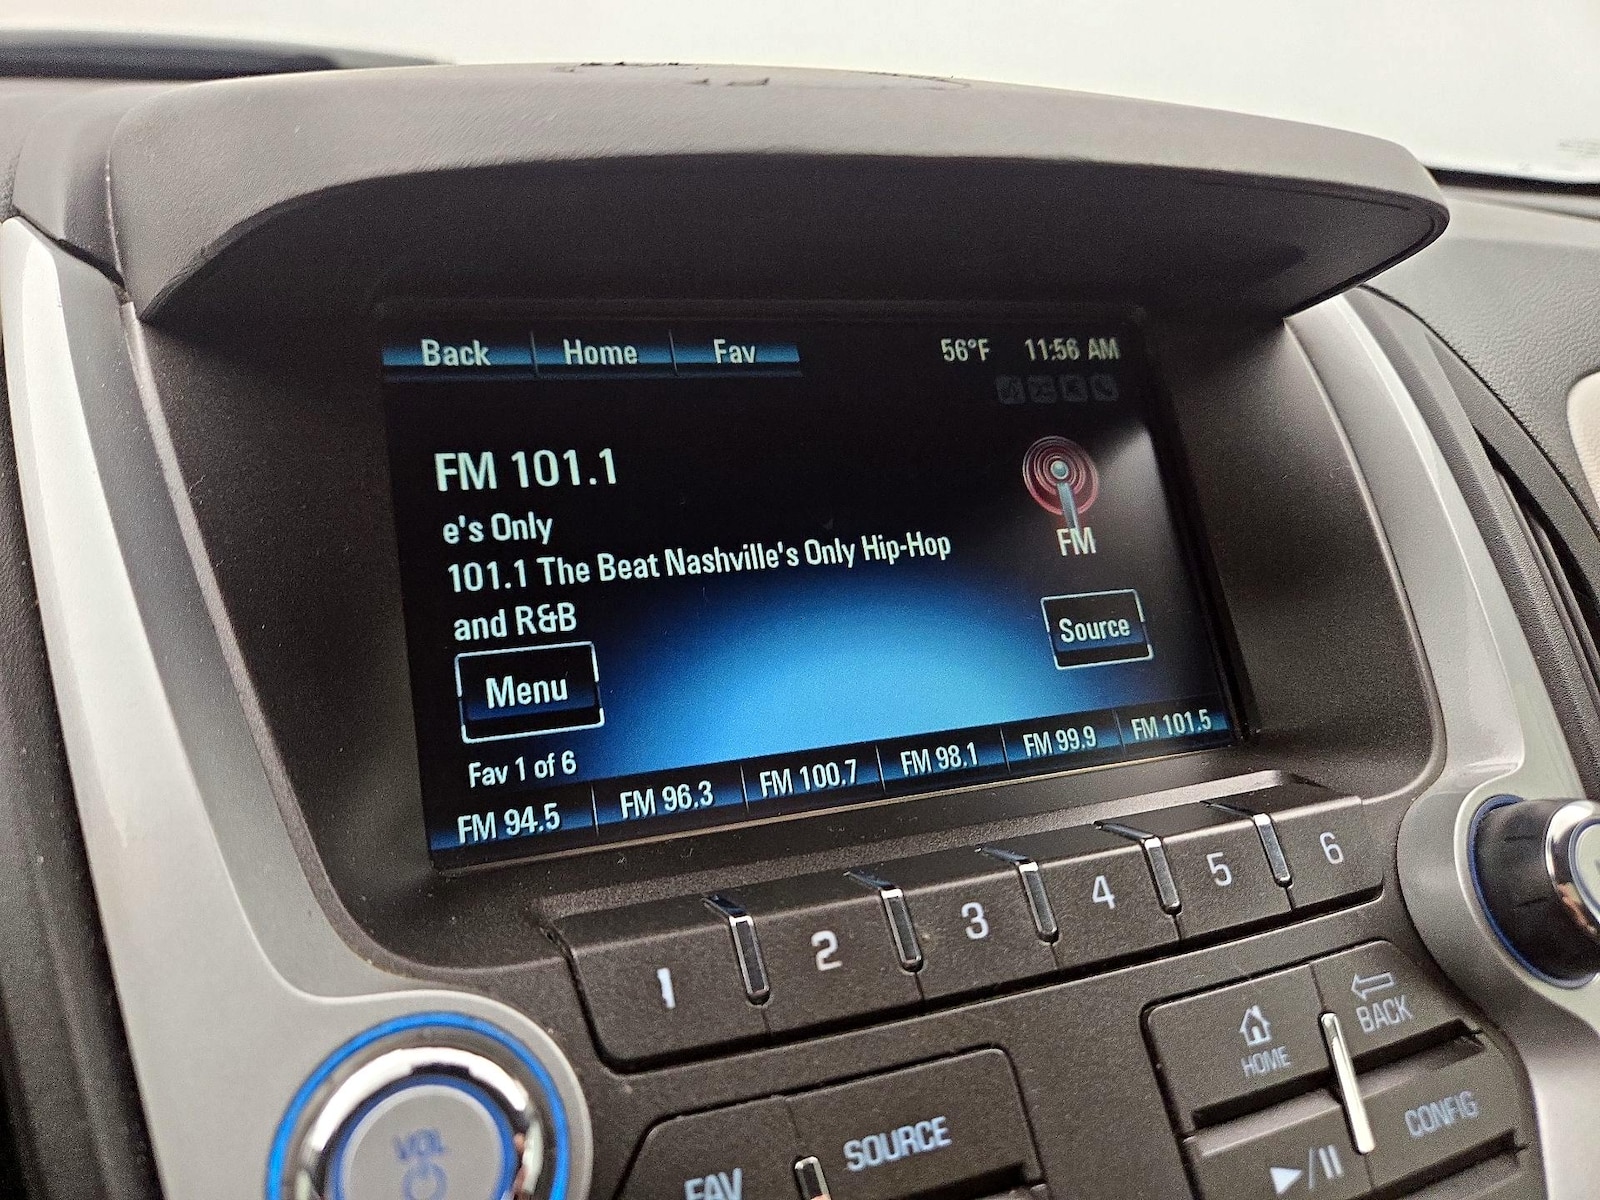 Back Home Fav 56°F 11:56 AM
FM 101.1
e's Only
101.1 The Beat Nashville's Only Hip-Hop
and R&B
FM
Source
Menu
Fav 1 of 6
FM 94.5 FM 96.3 FM 100.7 FM 98.1 FM 99.9 FM 101.5
1 2 3 4 5 6
HOME BACK
VOL FAV SOURCE CONFIG